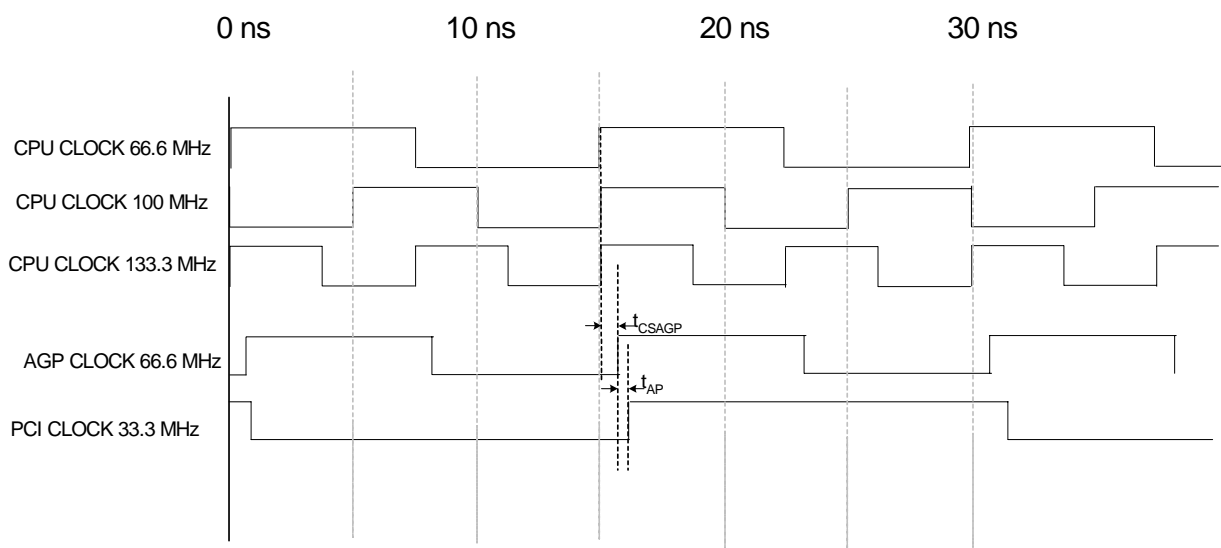 0 ns 10 ns 20 ns 30 ns
CPU CLOCK 66.6 MHz
CPU CLOCK 100 MHz
CPU CLOCK 133.3 MHz
tCSAGP
AGP CLOCK 66.6 MHz
tAP
PCI CLOCK 33.3 MHz